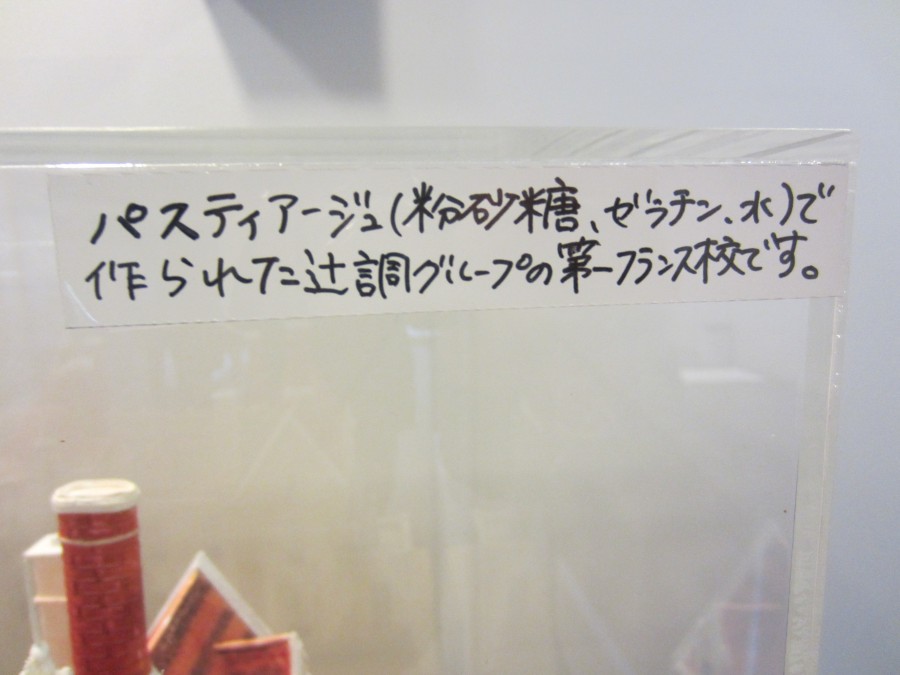 パスティアージュ(粉砂糖、ゼラチン、水)で
作られた辻調グループの第一フランス校です。